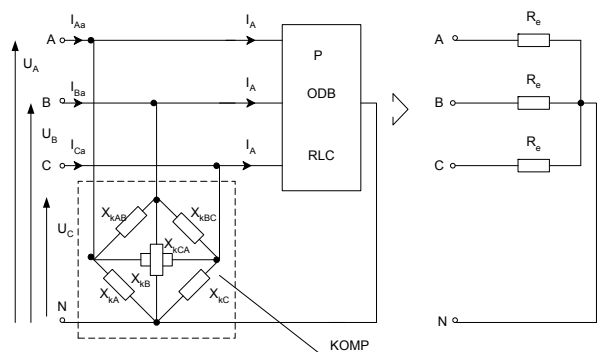 I_Aa I_A
A
U_A
P
I_Ba I_A
B
ODB
U_B
I_Ca I_A
C
RLC
X_kAB X_kBC
X_kCA
U_C
X_kB
X_kA X_kC
N
KOMP
R_e
A
R_e
B
R_e
C
N